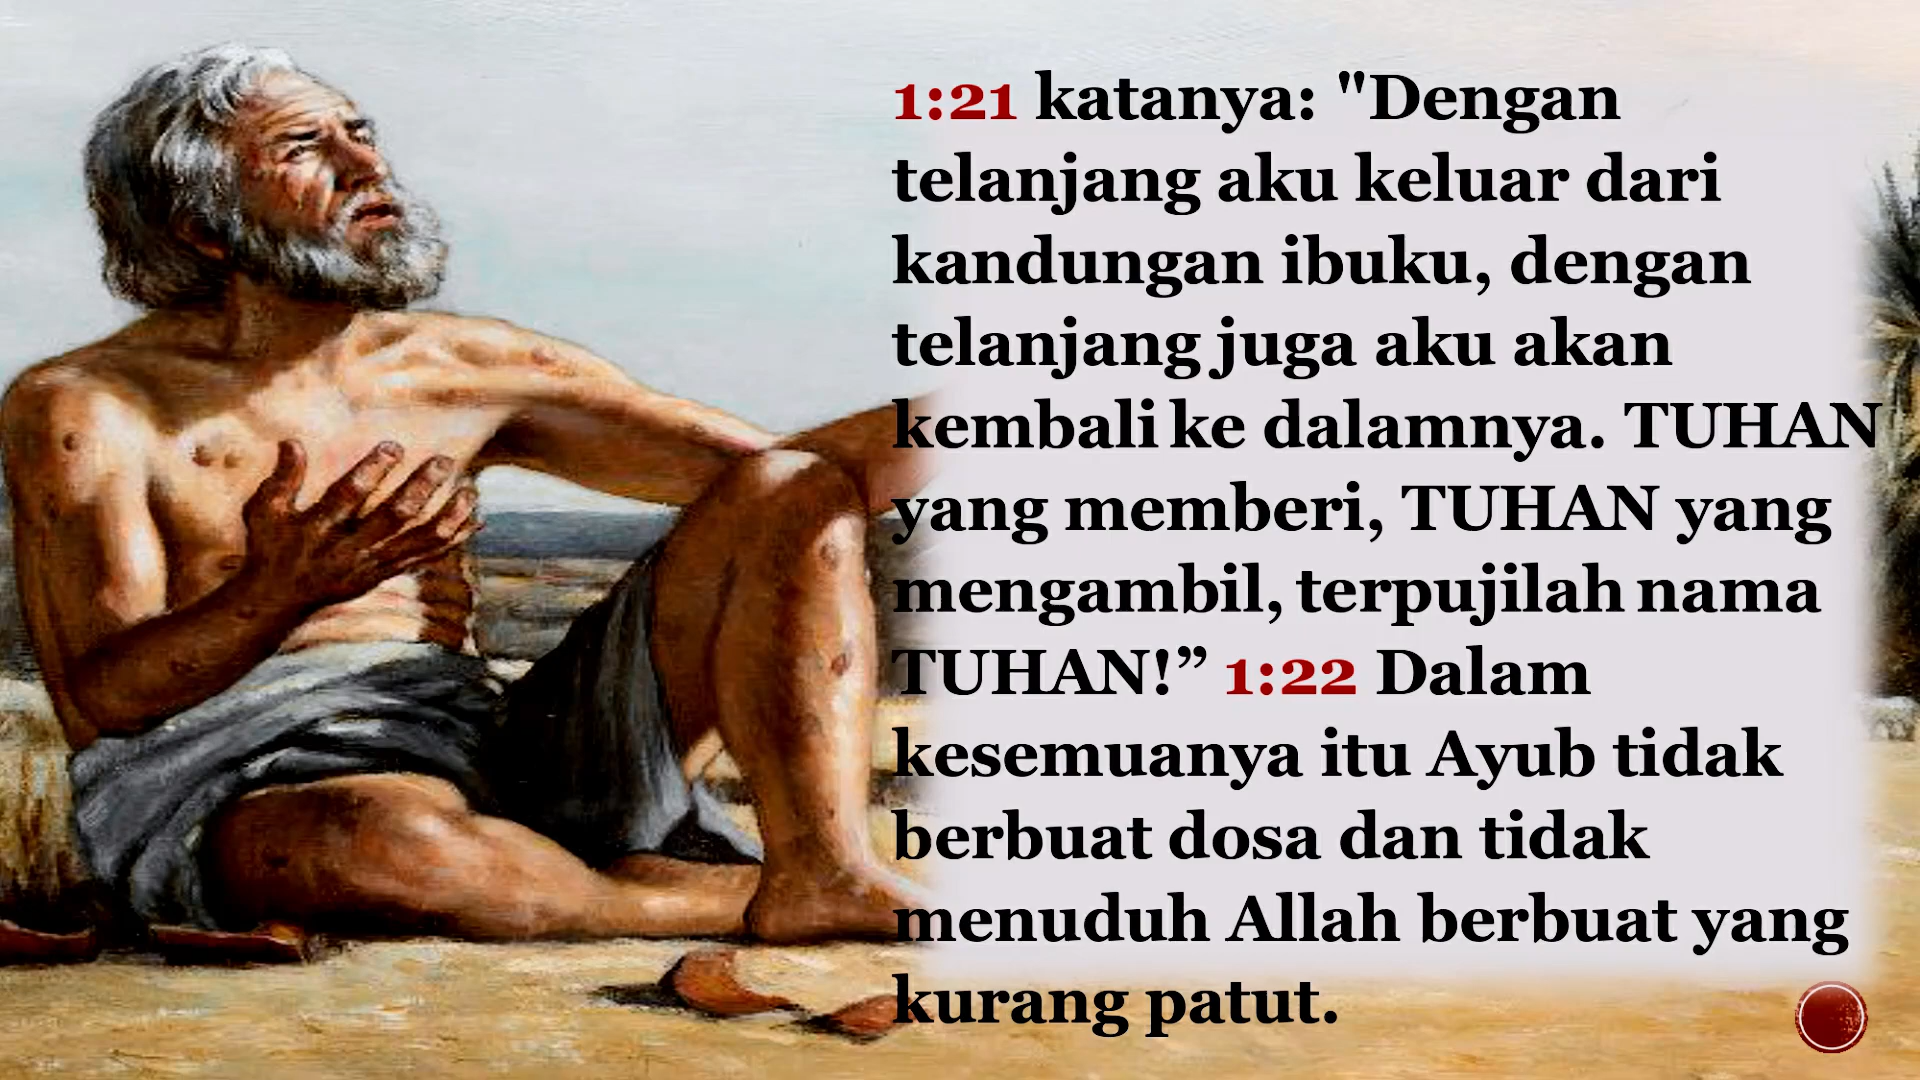 1:21 katanya: "Dengan
telanjang aku keluar dari
kandungan ibuku, dengan
telanjang juga aku akan
kembali ke dalamnya. TUHAN
yang memberi, TUHAN yang
mengambil, terpujilah nama
TUHAN!” 1:22 Dalam
kesemuanya itu Ayub tidak
berbuat dosa dan tidak
menuduh Allah berbuat yang
kurang patut.